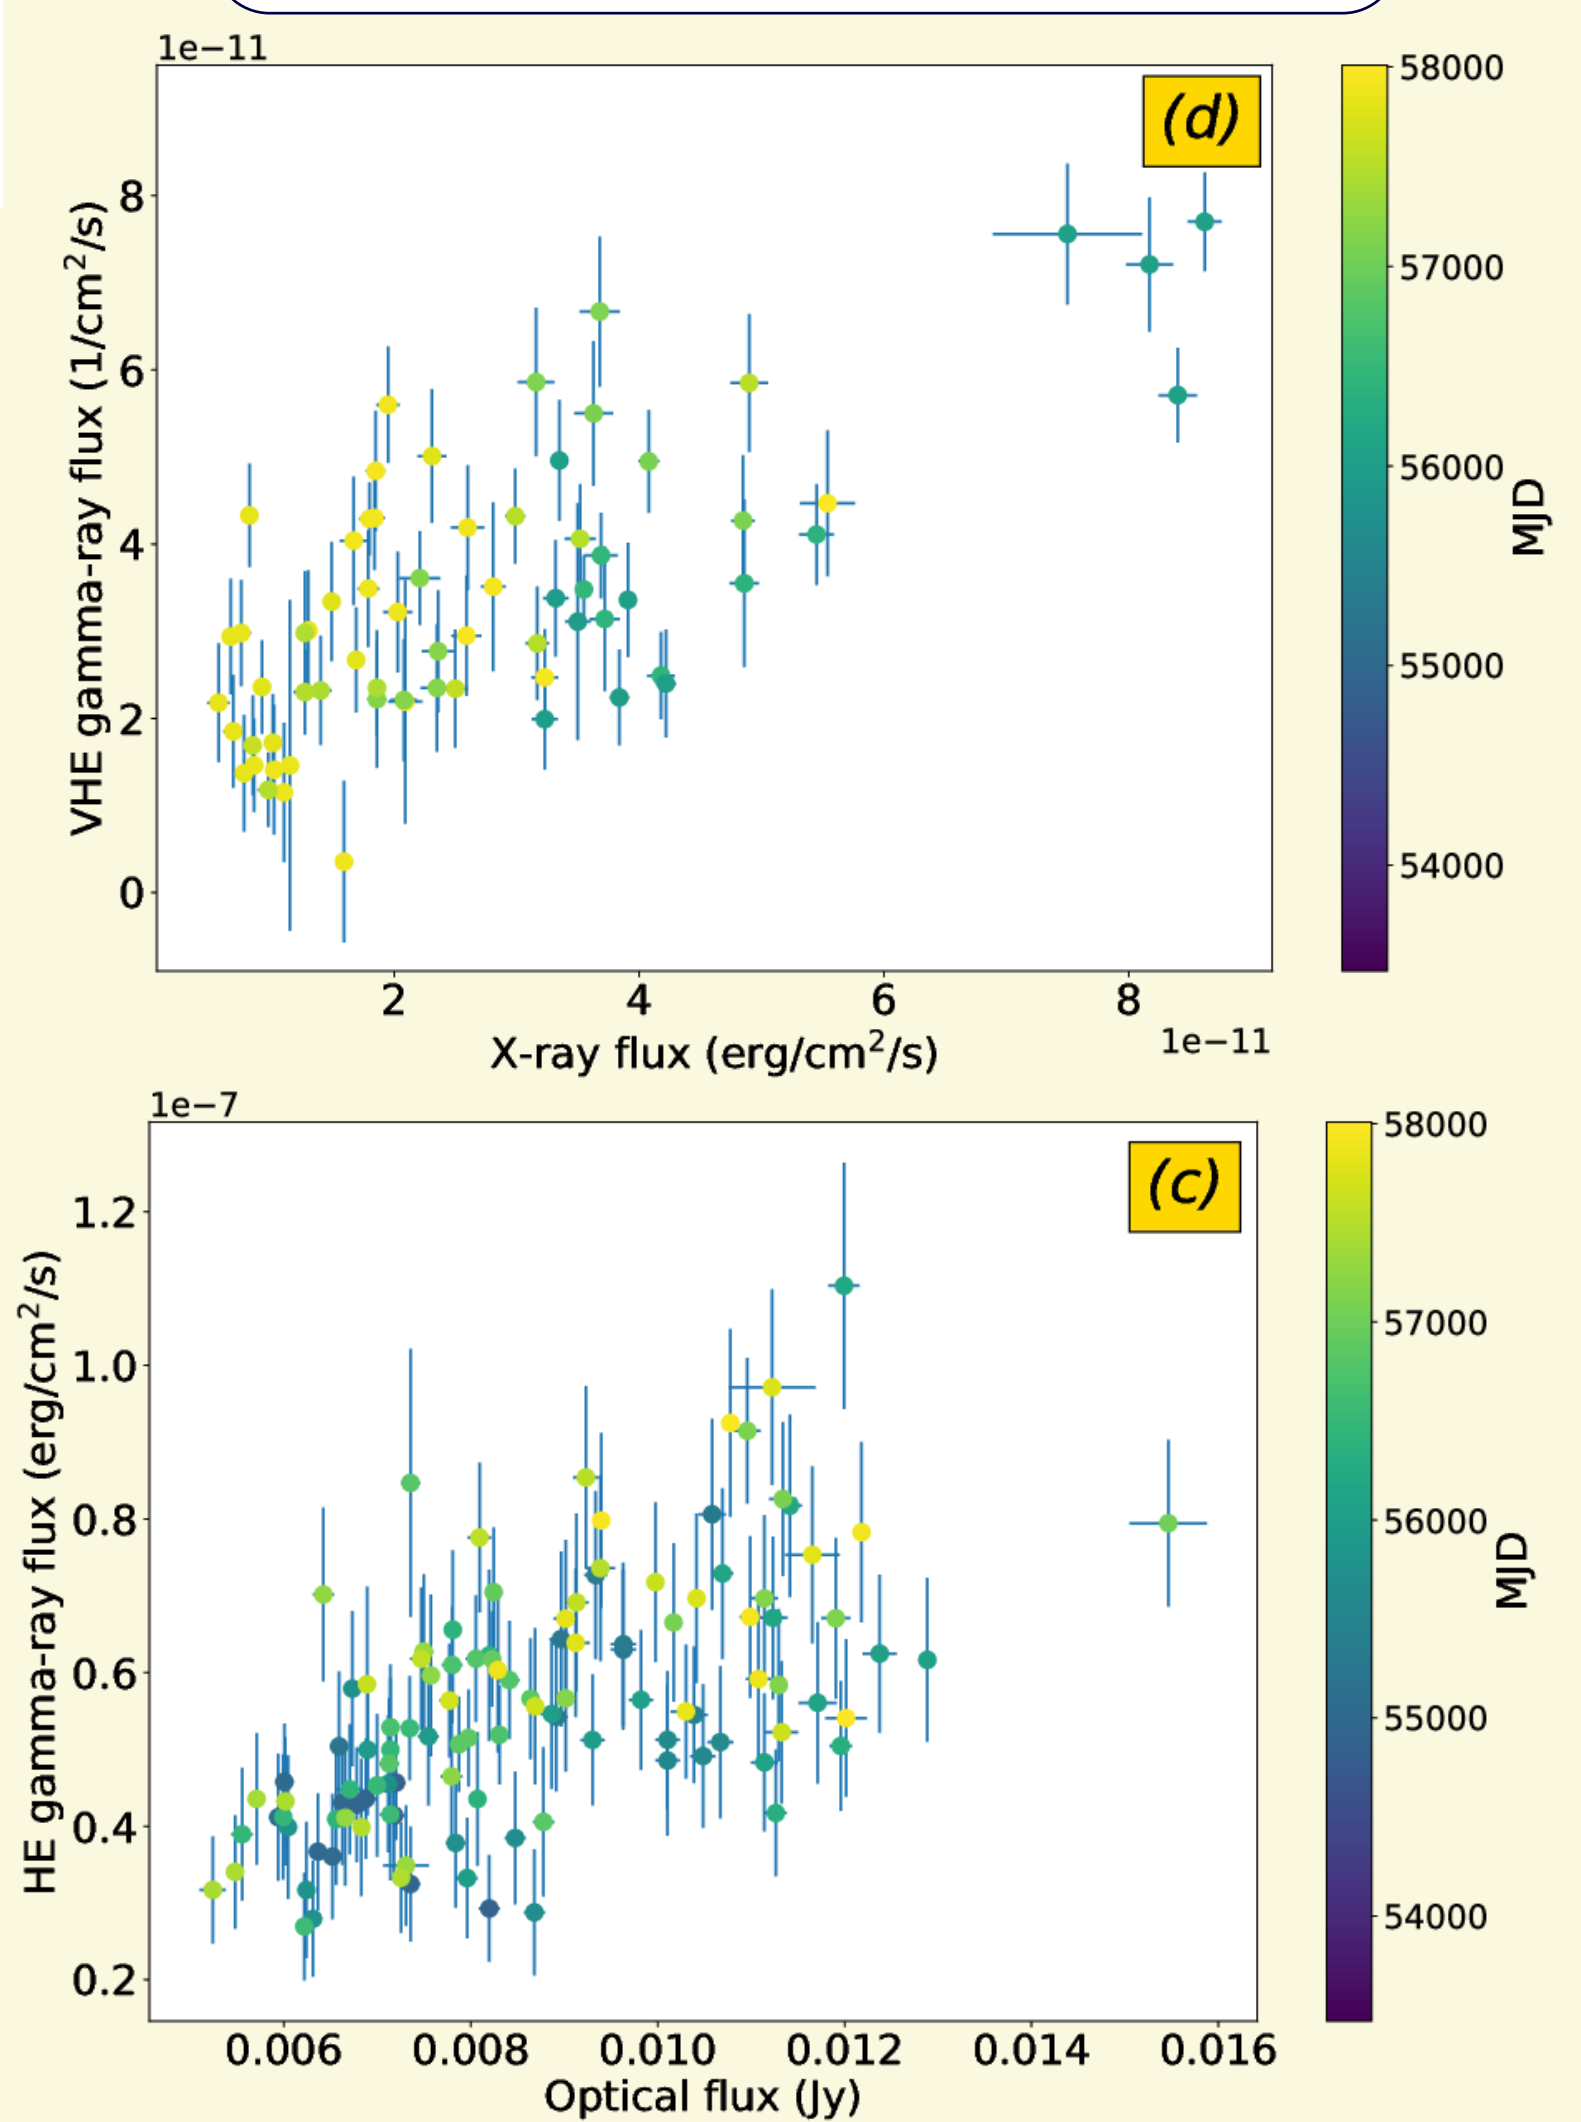 1e−11
(d)
8
6
4
2
0
VHE gamma-ray flux (1/cm²/s)
2 4 6 8
1e−11
X-ray flux (erg/cm²/s)
58000
57000
56000
55000
54000
MJD
1e−7
(c)
1.2
1.0
0.8
0.6
0.4
0.2
HE gamma-ray flux (erg/cm²/s)
0.006 0.008 0.010 0.012 0.014 0.016
Optical flux (Jy)
58000
57000
56000
55000
54000
MJD